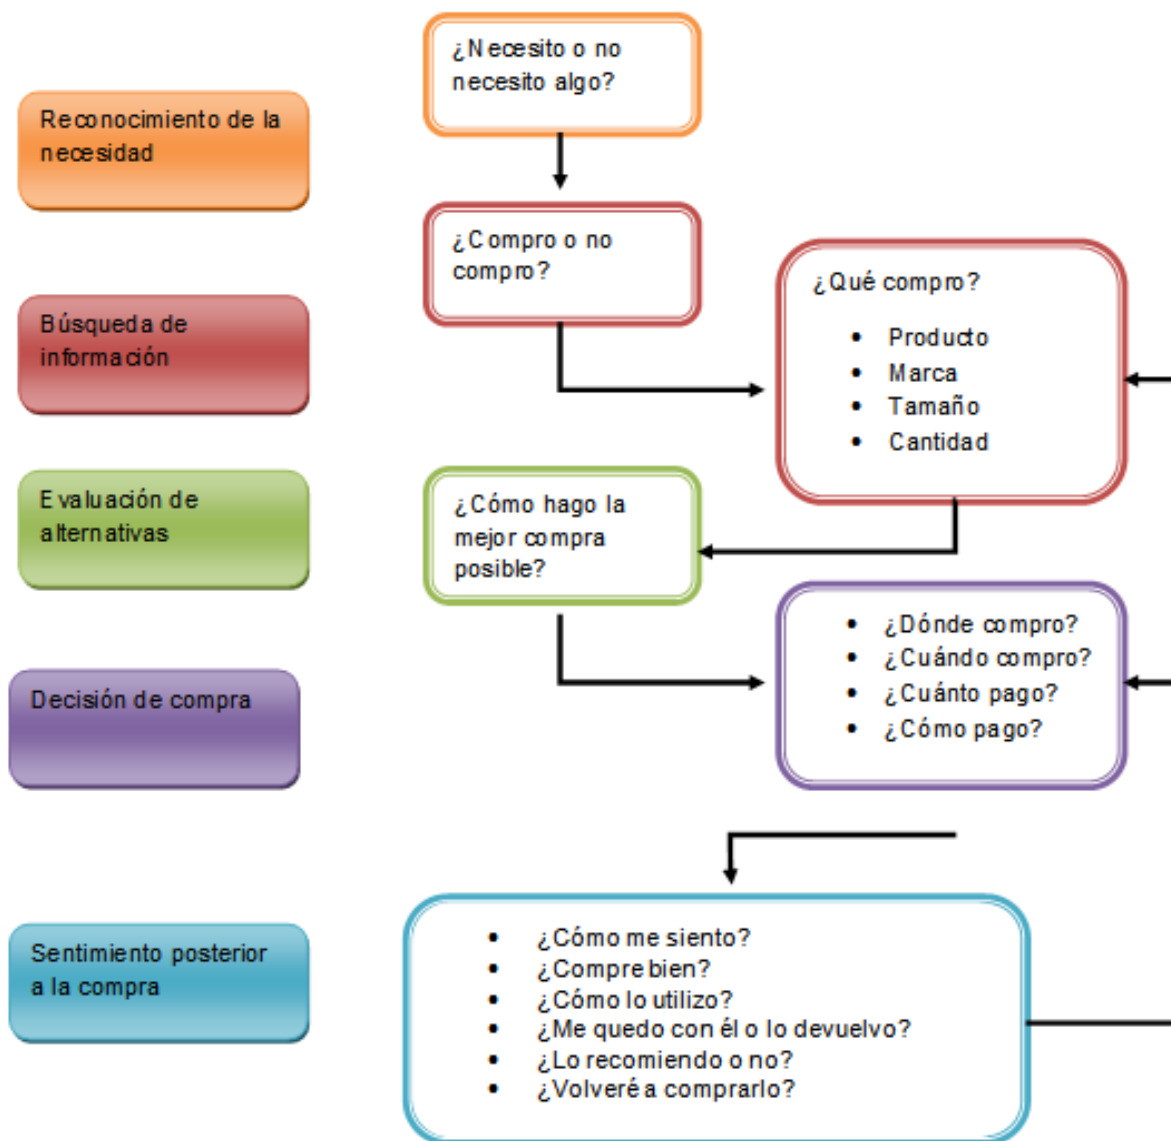 ¿Necesito o no
necesito algo?
Reconocimiento de la
necesidad
¿Compro o no
compro?
¿Qué compro?
• Producto
• Marca
• Tamaño
• Cantidad
Búsqueda de
información
Evaluación de
alternativas
¿Cómo hago la
mejor compra
posible?
• ¿Dónde compro?
• ¿Cuándo compro?
• ¿Cuánto pago?
• ¿Cómo pago?
Decisión de compra
Sentimiento posterior
a la compra
• ¿Cómo me siento?
• ¿Compre bien?
• ¿Cómo lo utilizo?
• ¿Me quedo con él o lo devuelvo?
• ¿Lo recomiendo o no?
• ¿Volveré a comprarlo?